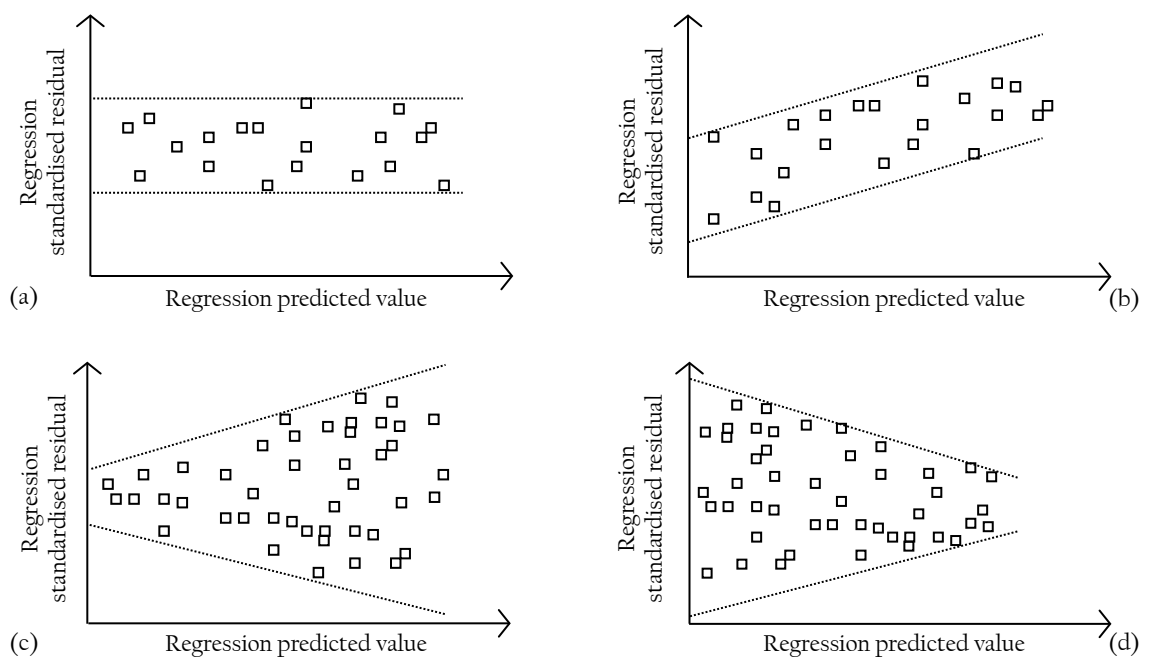 Regression
standardised residual
Regression predicted value
(a)
Regression
standardised residual
Regression predicted value
(b)
Regression
standardised residual
Regression predicted value
(c)
Regression
standardised residual
Regression predicted value
(d)